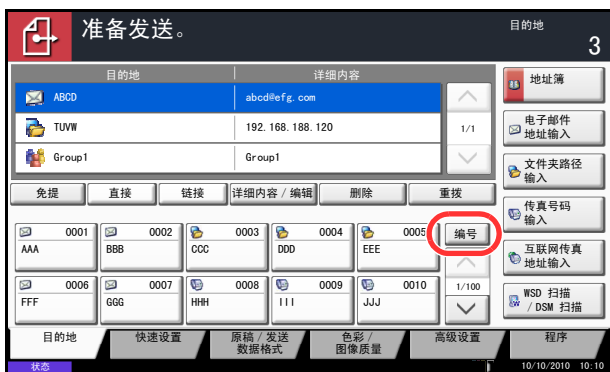 准备发送。
目的地
3
目的地 详细内容
ABCD abcd@efg.com
TUVW 192.168.188.120
1/1
Group1 Group1
地址簿
电子邮件
地址输入
文件夹路径
输入
传真号码
输入
互联网传真
地址输入
WSD 扫描
/ DSM 扫描
免提 直接 链接 详细内容 / 编辑 删除 重拨
0001 0002 0003 0004 0005
AAA BBB CCC DDD EEE
编号
0006 0007 0008 0009 0010
FFF GGG HHH III JJJ
1/100
目的地 快速设置 原稿 / 发送
数据格式 色彩 /
图像质量 高级设置 程序
状态 10/10/2010 10:10